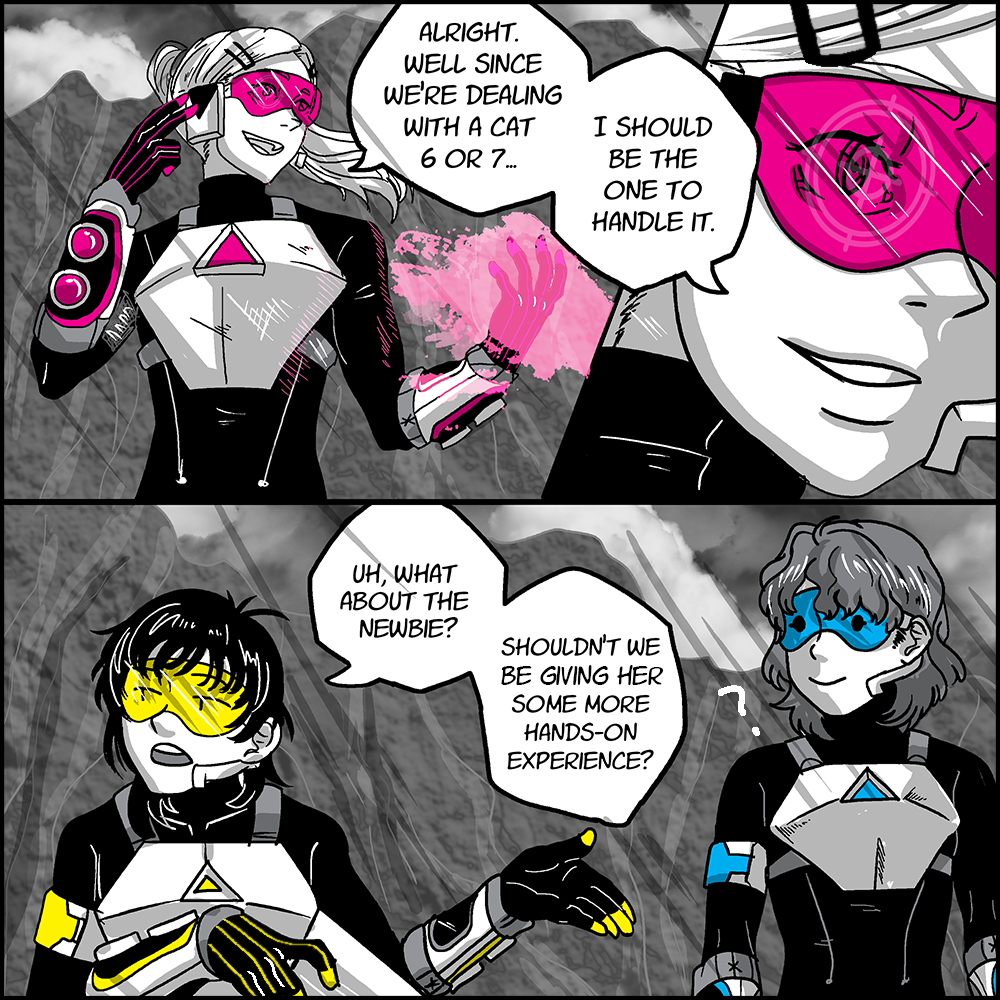 ALRIGHT.
WELL SINCE
WE'RE DEALING
WITH A CAT
6 OR 7...
I SHOULD
BE THE
ONE TO
HANDLE IT.
UH, WHAT
ABOUT THE
NEWBIE?
SHOULDN'T WE
BE GIVING HER
SOME MORE
HANDS-ON
EXPERIENCE?
?